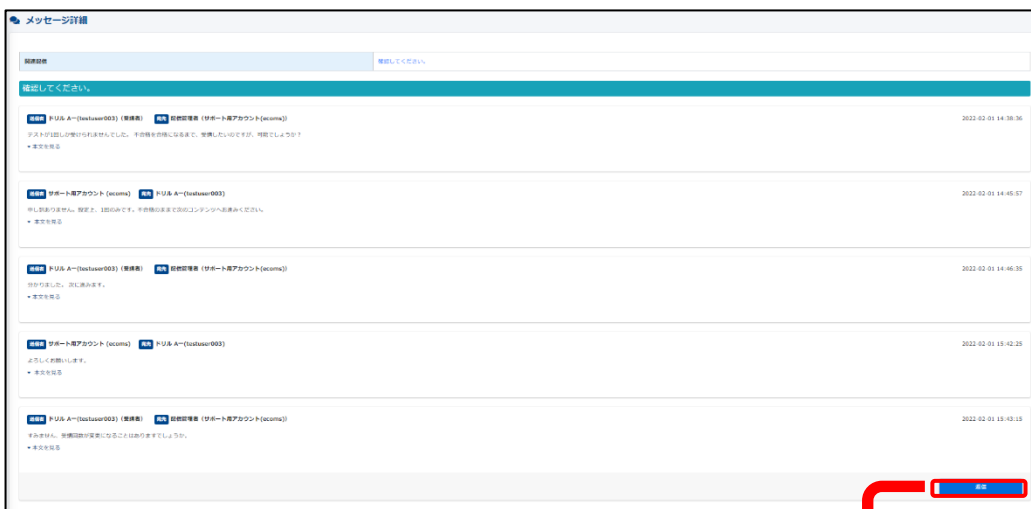 メッセージ詳細
関連投稿 確認してください。
確認してください。
送信者 ドリル A一(testuser003)(受講者) 宛先 配信管理者(サポート用アカウント(ecoms)) 2022-02-01 14:38:36
テストが1回しか受けられませんでした。 不合格を合格になるまで、受講したいのですが、可能でしょうか?
本文を見る
送信者 サポート用アカウント (ecoms) 宛先 ドリル A一(testuser003) 2022-02-01 14:45:57
申し訳ありません。設定上、1回のみです。不合格のままで次のコンテンツへお進みください。
本文を見る
送信者 ドリル A一(testuser003)(受講者) 宛先 配信管理者(サポート用アカウント(ecoms)) 2022-02-01 14:46:35
分かりました。 次に進みます。
本文を見る
送信者 サポート用アカウント (ecoms) 宛先 ドリル A一(testuser003) 2022-02-01 15:42:25
よろしくお願いします。
本文を見る
送信者 ドリル A一(testuser003)(受講者) 宛先 配信管理者(サポート用アカウント(ecoms)) 2022-02-01 15:43:15
すみません、受講回数が変更になることはありますでしょうか。
本文を見る
返信